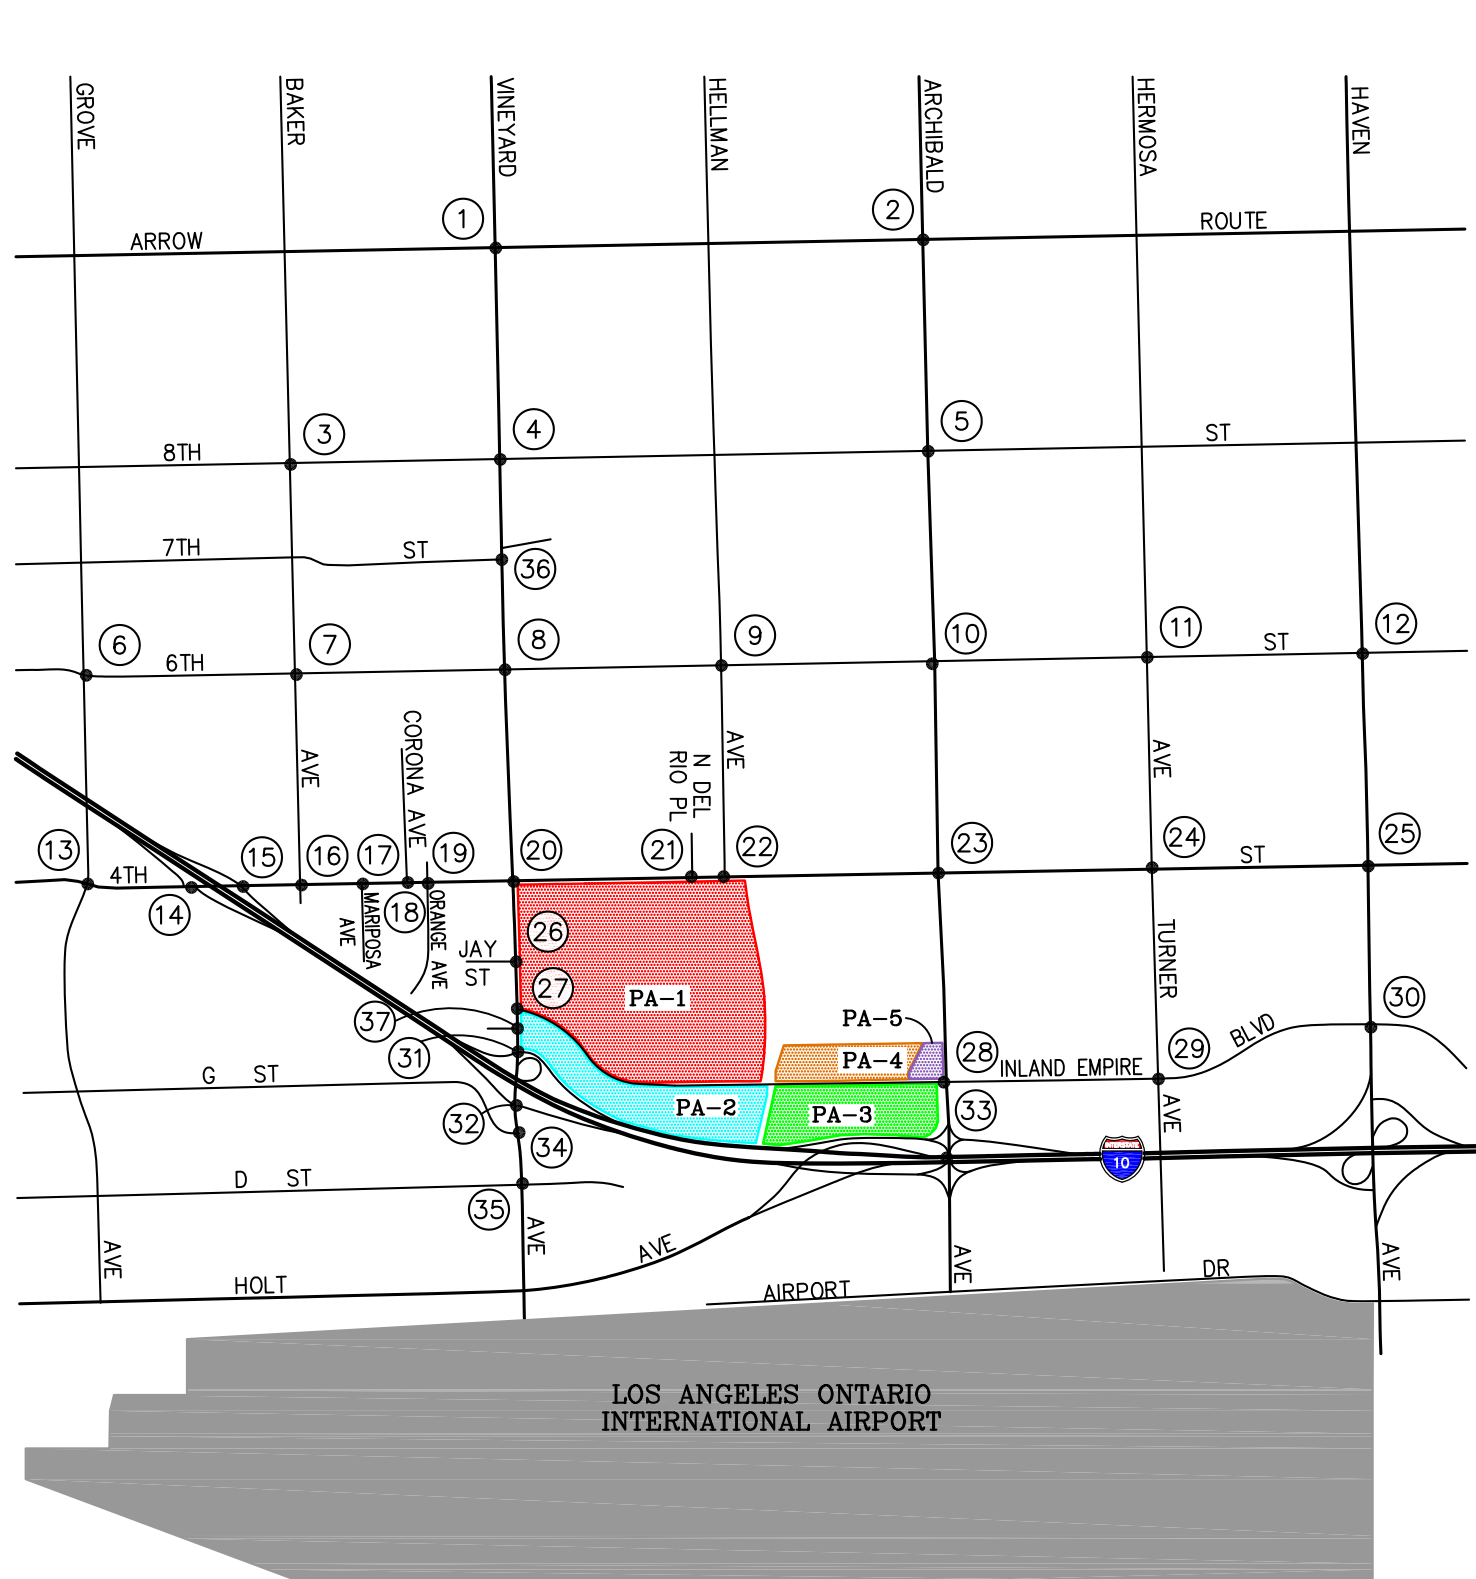 GROVE
BAKER
VINEYARD
HELLMAN
ARCHIBALD
HERMOSA
HAVEN
1
2
ARROW
ROUTE
3
4
5
8TH
ST
7TH
ST
36
6
7
8
9
10
11
12
6TH
ST
CORONA AVE
AVE
N DEL
RIO PL
AVE
AVE
13
15
16
17
19
20
21
22
23
24
25
4TH
ST
14
18
MARIPOSA
AVE
ORANGE AVE
JAY
ST
26
27
TURNER
PA-1
30
37
PA-5
BLVD
31
PA-4
28
INLAND EMPIRE
29
G ST
PA-2
PA-3
33
AVE
32
34
INTERSTATE
10
D ST
35
AVE
AVE
AVE
AVE
AVE
HOLT
AIRPORT
DR
LOS ANGELES ONTARIO
INTERNATIONAL AIRPORT